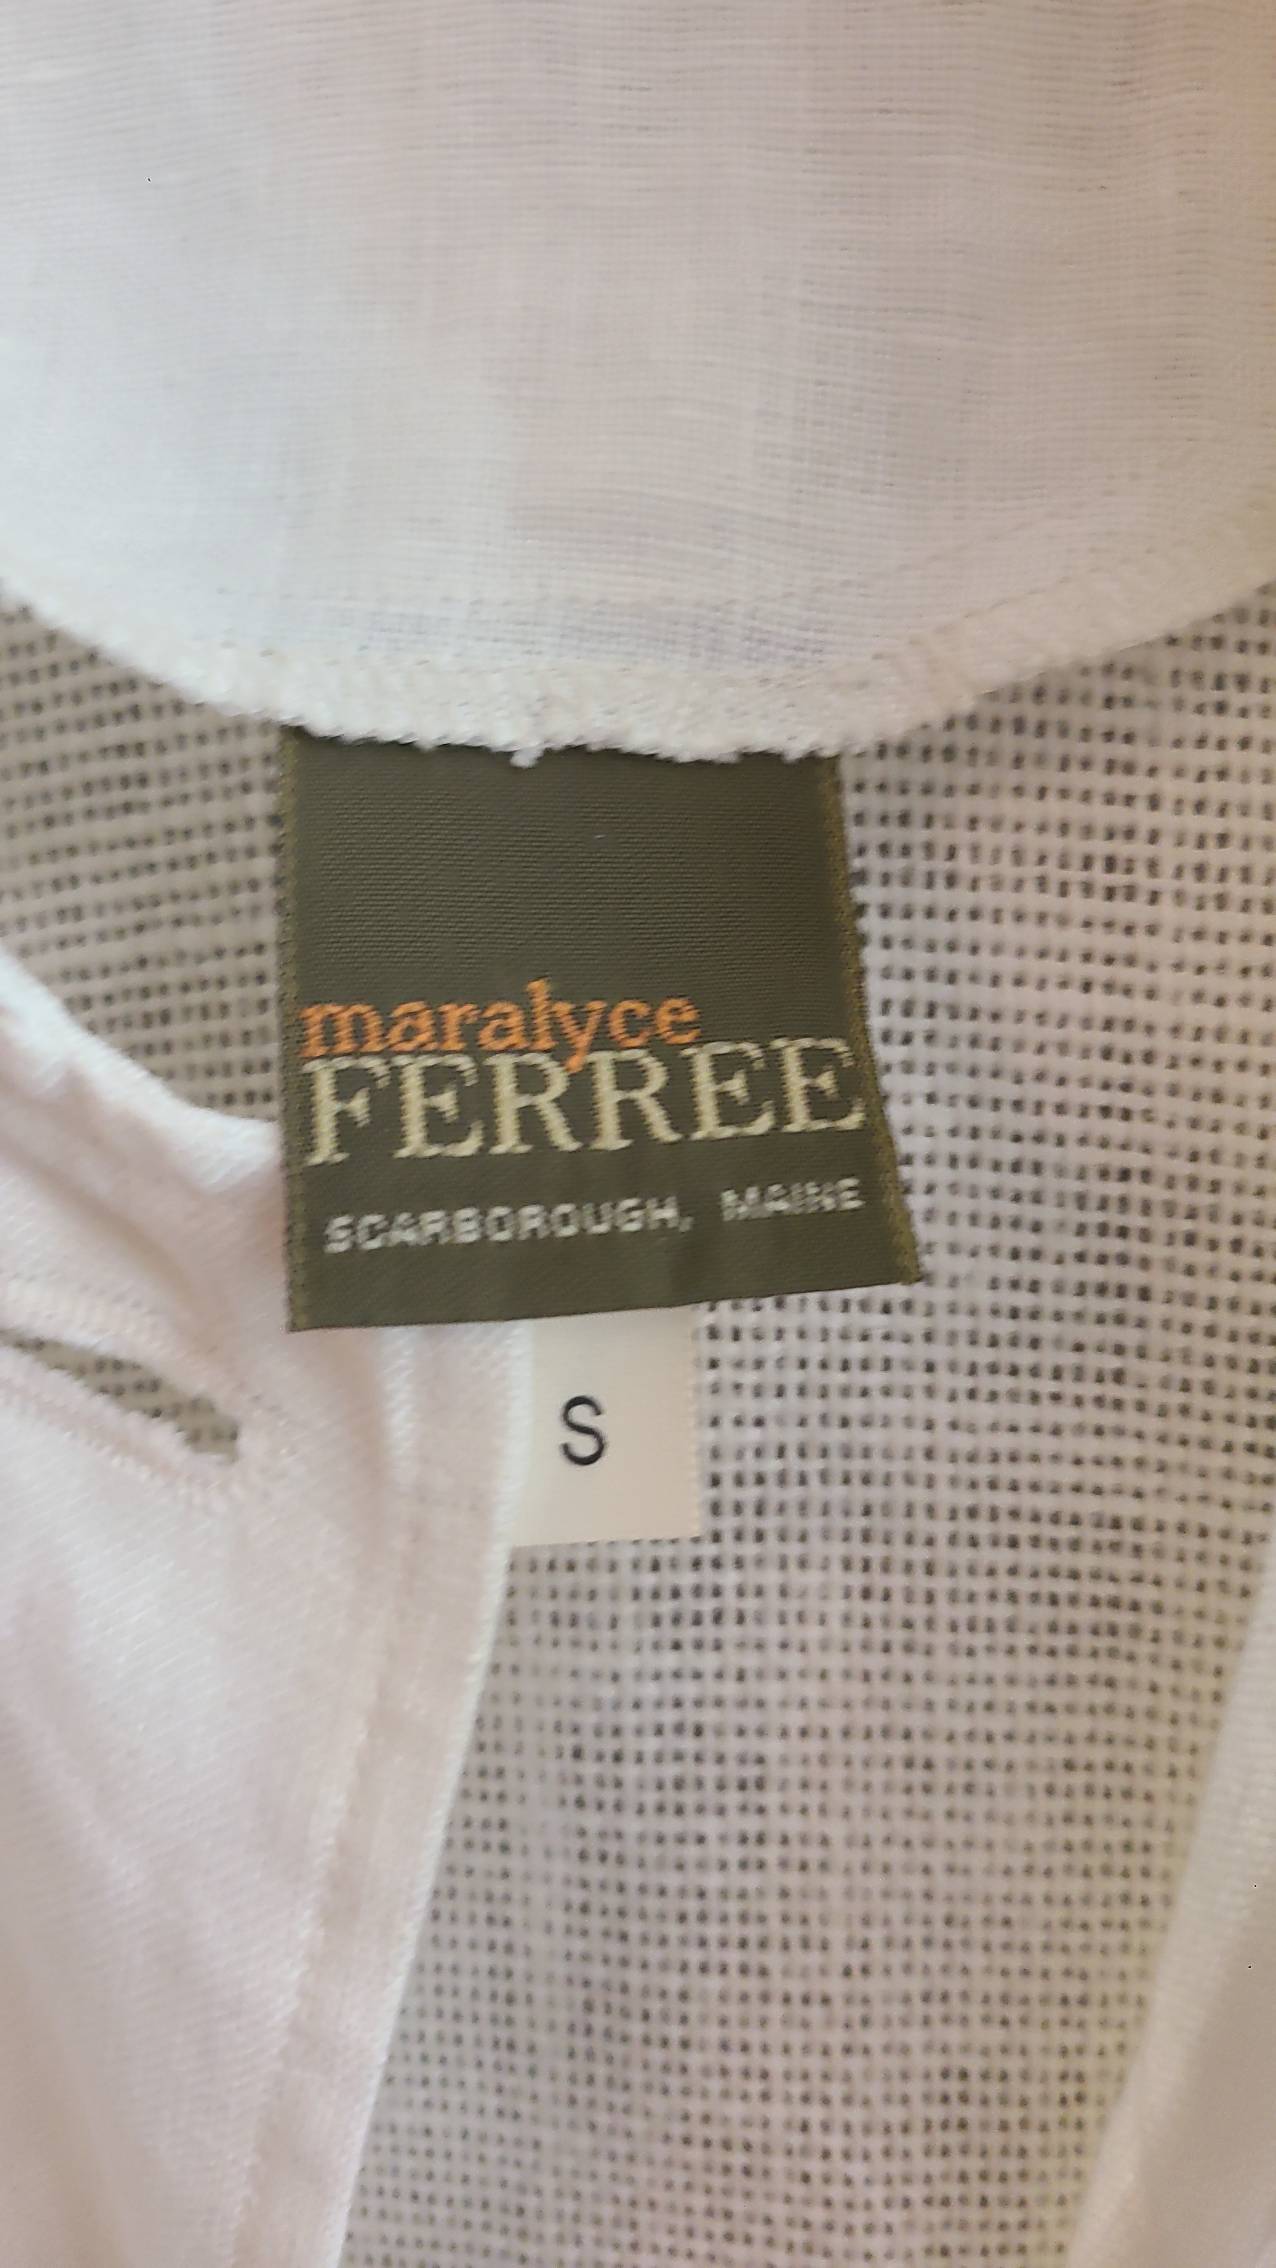 maralyce
FERREE
SCARBOROUGH, MAINE
S